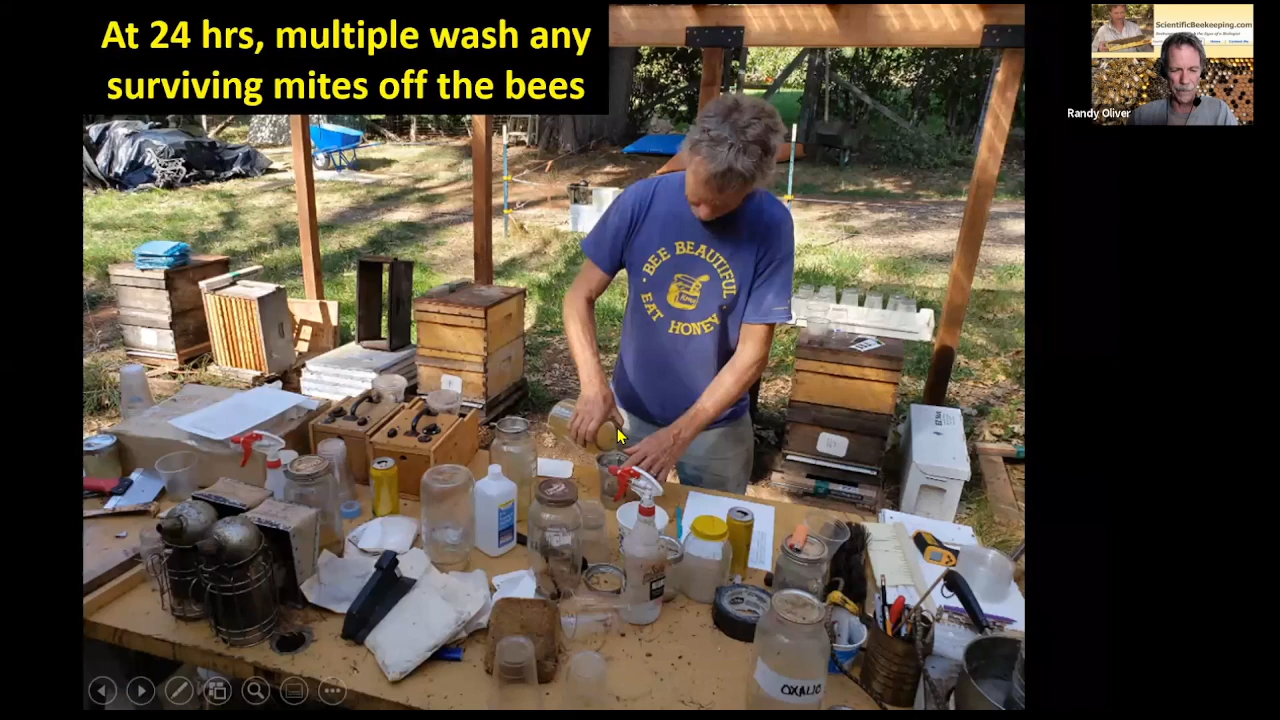 At 24 hrs, multiple wash any
surviving mites off the bees
ScientificBeekeeping.com
Randy Oliver
· BEE BEAUTIFUL ·
EAT HONEY
OXALIC